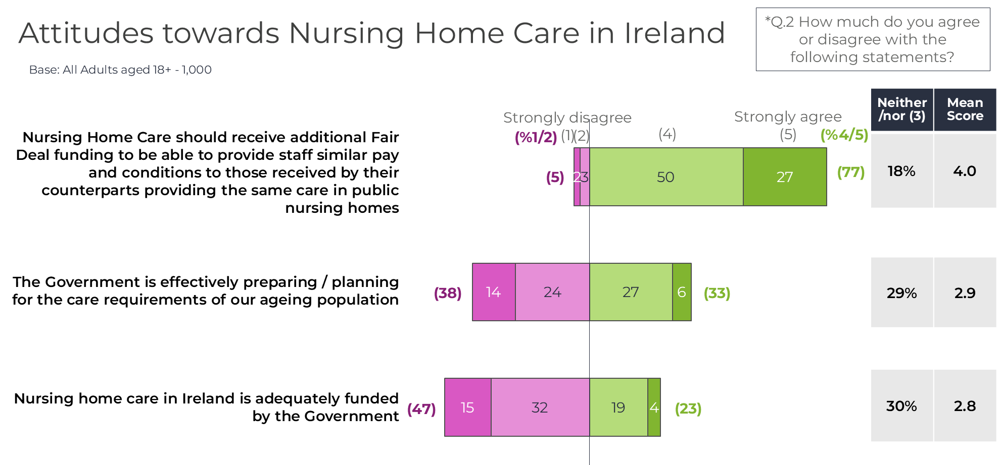 Attitudes towards Nursing Home Care in Ireland
*Q.2 How much do you agree
or disagree with the
following statements?
Base: All Adults aged 18+ - 1,000
Neither
/nor (3)
Mean
Score
Strongly disagree
Strongly agree
(%1/2) (1) (2) (4) (5) (%4/5)
Nursing Home Care should receive additional Fair
Deal funding to be able to provide staff similar pay
and conditions to those received by their
counterparts providing the same care in public
nursing homes
(5) 2 3 50 27 (77) 18% 4.0
The Government is effectively preparing / planning
for the care requirements of our ageing population
(38) 14 24 27 6 (33) 29% 2.9
Nursing home care in Ireland is adequately funded
by the Government
(47) 15 32 19 4 (23) 30% 2.8